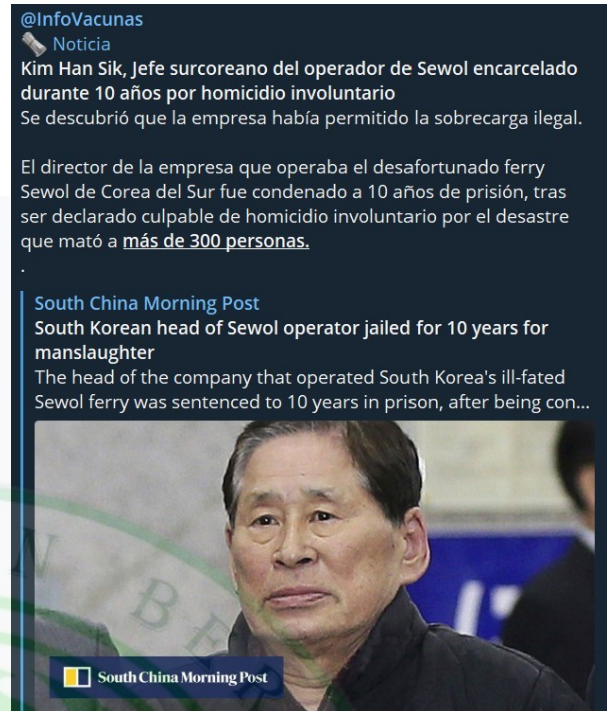 @InfoVacunas
Noticia
Kim Han Sik, Jefe surcoreano del operador de Sewol encarcelado
durante 10 años por homicidio involuntario
Se descubrió que la empresa había permitido la sobrecarga ilegal.
El director de la empresa que operaba el desafortunado ferry
Sewol de Corea del Sur fue condenado a 10 años de prisión, tras
ser declarado culpable de homicidio involuntario por el desastre
que mató a más de 300 personas.
.
South China Morning Post
South Korean head of Sewol operator jailed for 10 years for
manslaughter
The head of the company that operated South Korea's ill-fated
Sewol ferry was sentenced to 10 years in prison, after being con...
South China Morning Post